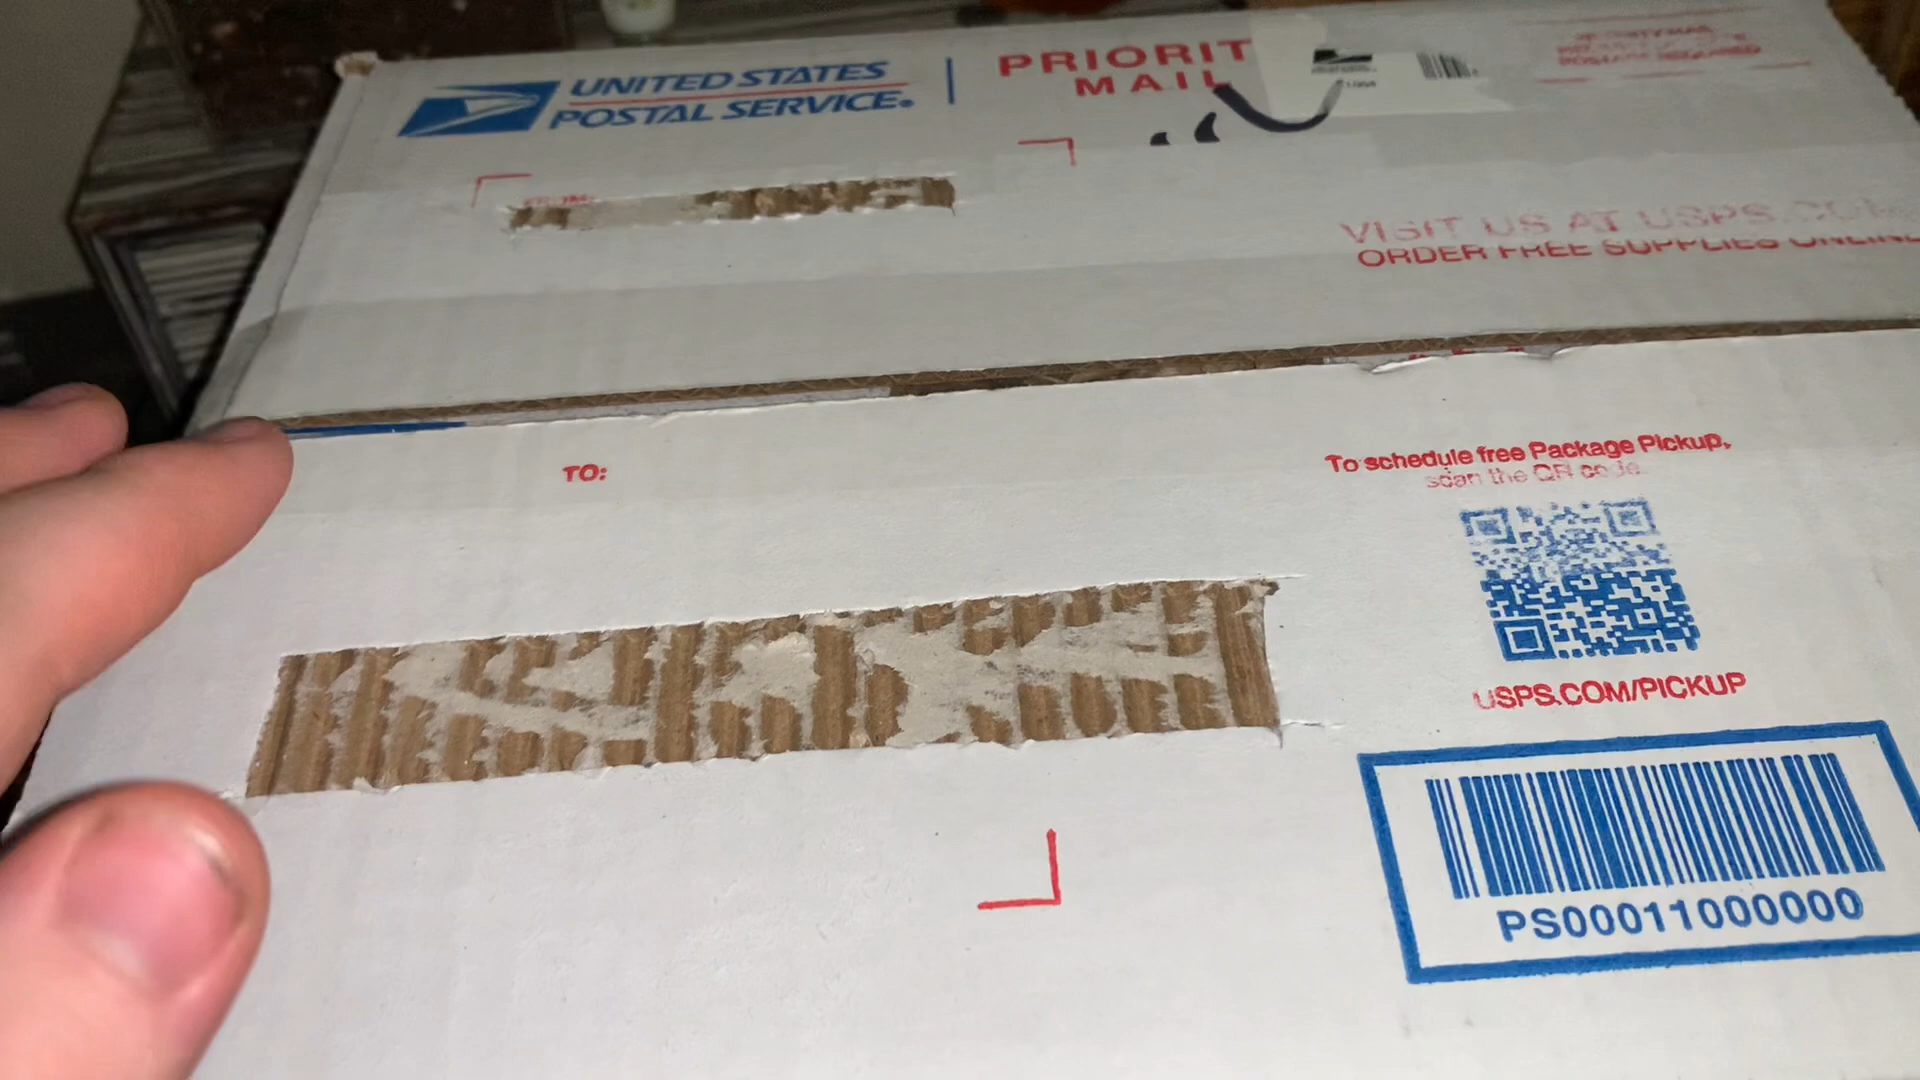 UNITED STATES
POSTAL SERVICE®
PRIORIT
MAIL
FROM:
VISIT US AT USPS.COM
ORDER FREE SUPPLIES ONLINE
TO:
To schedule free Package Pickup,
scan the QR code.
USPS.COM/PICKUP
PS00011000000